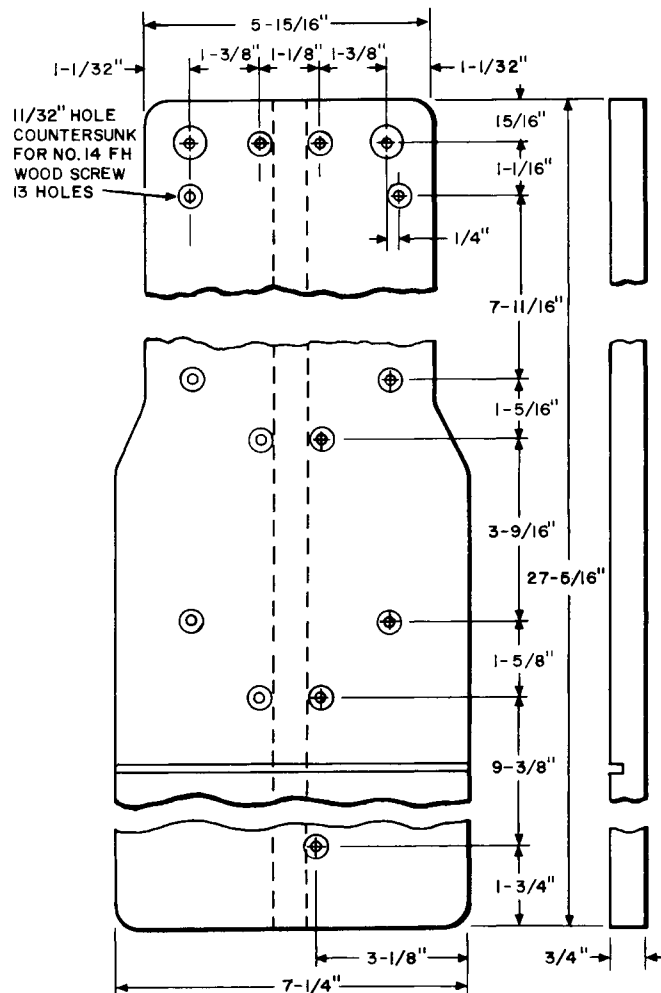 5-15/16"
1-3/8" 1-1/8" 1-3/8"
1-1/32" 1-1/32"
11/32" HOLE
COUNTERSUNK
FOR NO. 14 FH
WOOD SCREW
13 HOLES
15/16"
1-1/16"
1/4"
7-11/16"
1-5/16"
3-9/16"
27-5/16"
1-5/8"
9-3/8"
1-3/4"
3-1/8" 3/4"
7-1/4"